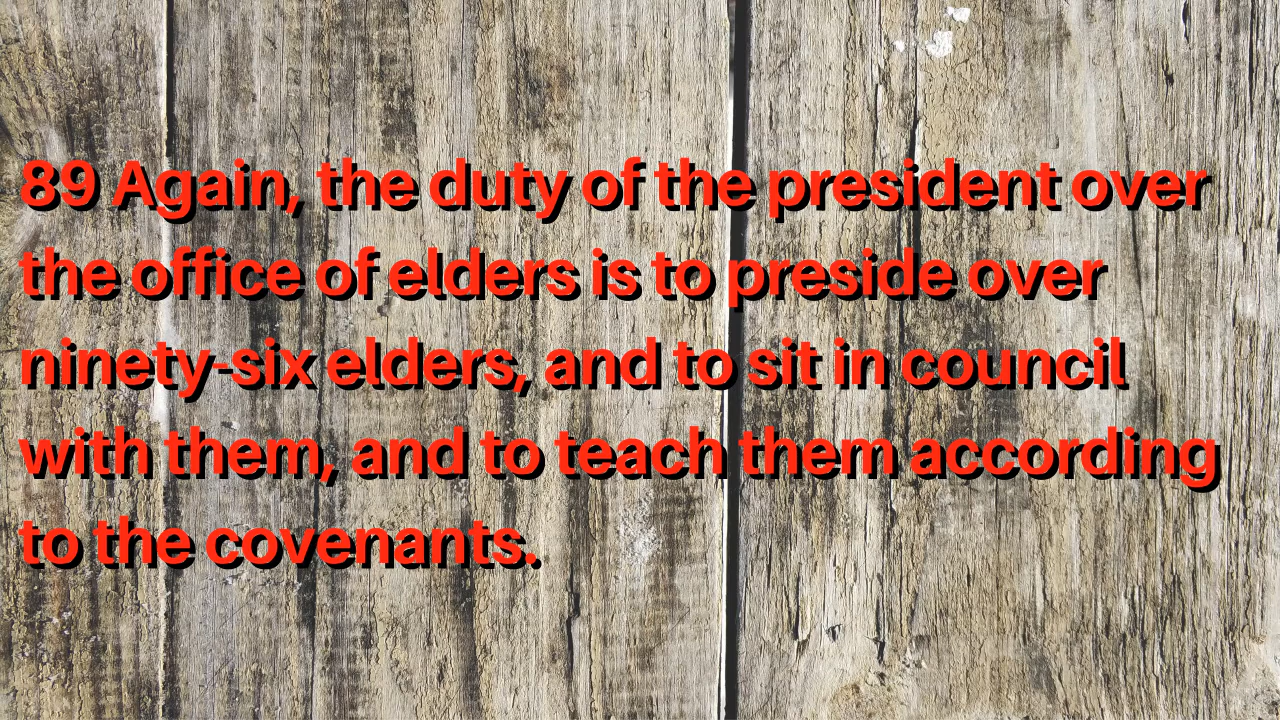 89 Again, the duty of the president over
the office of elders is to preside over
ninety-six elders, and to sit in council
with them, and to teach them according
to the covenants.